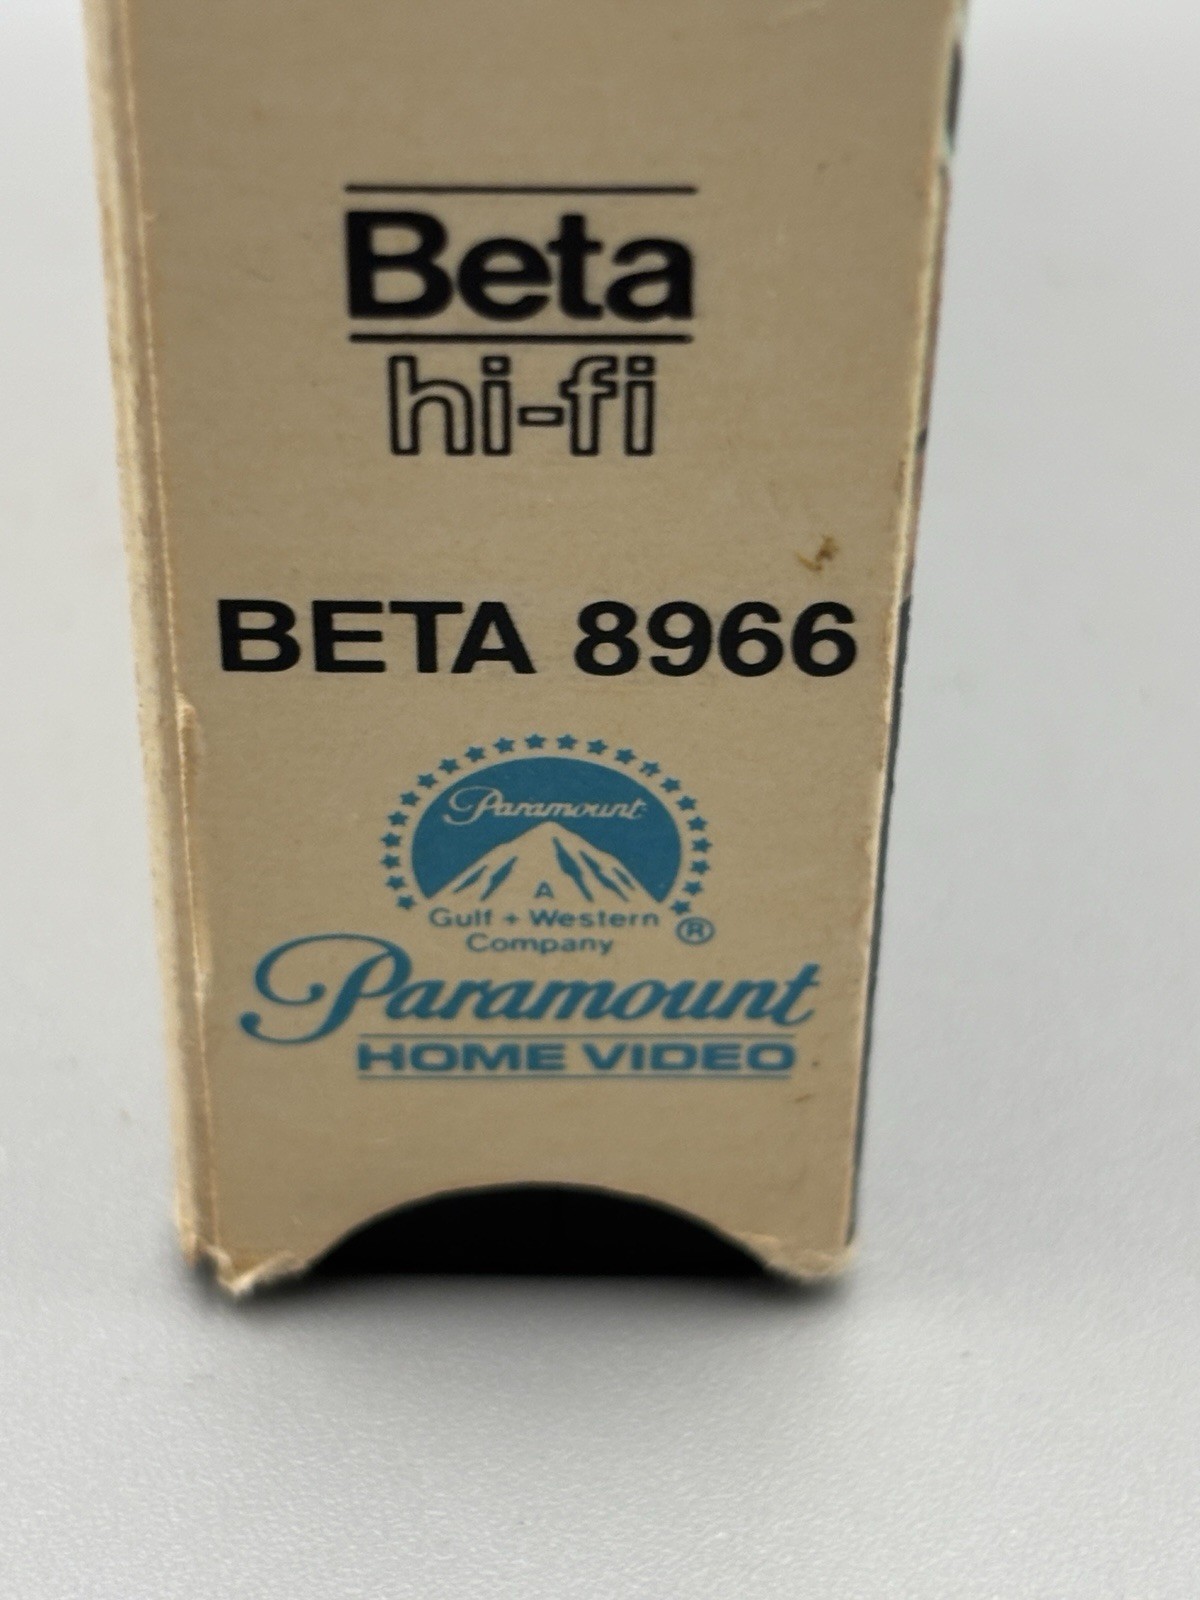 Beta
hi-fi
BETA 8966
Paramount
A
Gulf + Western
Company
®
Paramount
HOME VIDEO